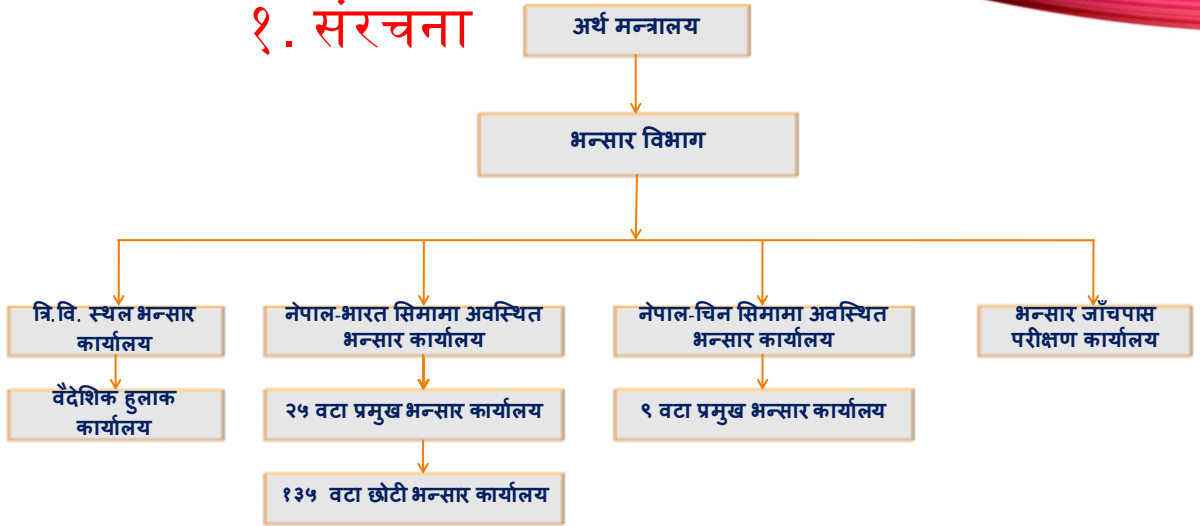 १. संरचना
अर्थ मन्त्रालय
भन्सार विभाग
त्रि.वि. स्थल भन्सार
कार्यालय
नेपाल-भारत सिमामा अवस्थित
भन्सार कार्यालय
नेपाल-चिन सिमामा अवस्थित
भन्सार कार्यालय
भन्सार जाँचपास
परीक्षण कार्यालय
वैदेशिक हुलाक
कार्यालय
२५ वटा प्रमुख भन्सार कार्यालय
९ वटा प्रमुख भन्सार कार्यालय
१३५ वटा छोटी भन्सार कार्यालय